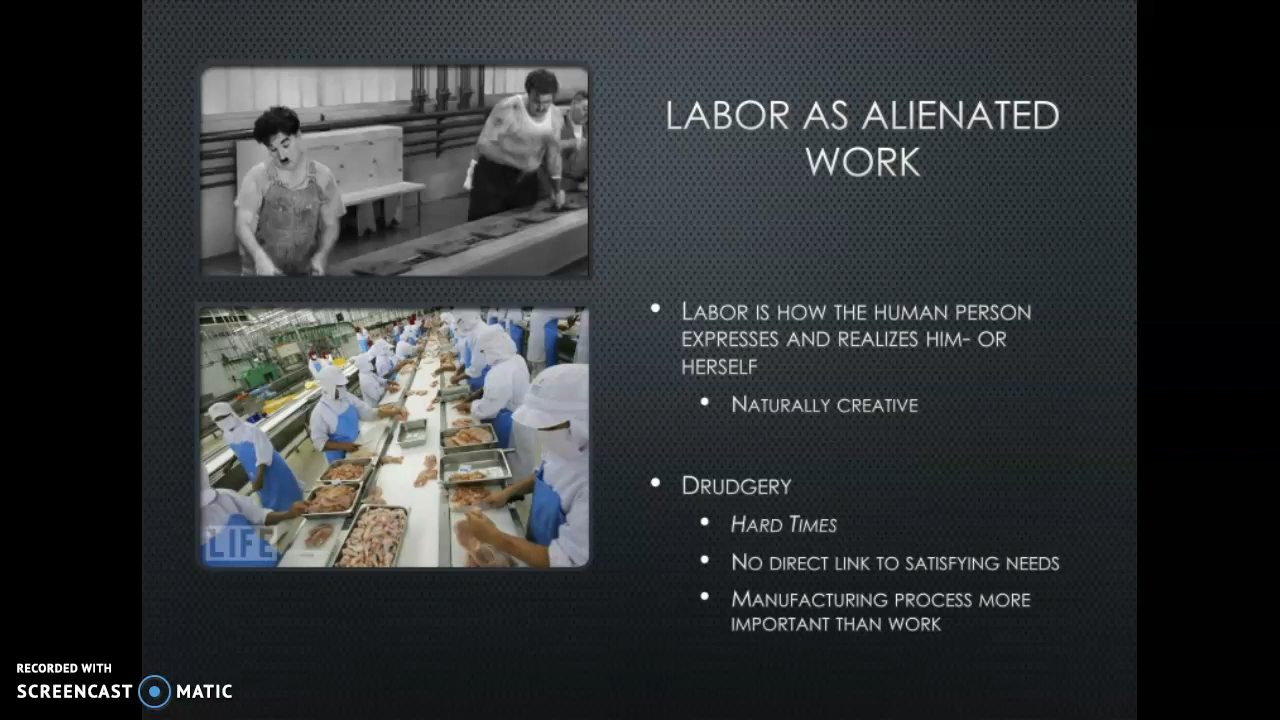 LABOR AS ALIENATED
WORK
LABOR IS HOW THE HUMAN PERSON
EXPRESSES AND REALIZES HIM- OR
HERSELF
NATURALLY CREATIVE
DRUDGERY
HARD TIMES
NO DIRECT LINK TO SATISFYING NEEDS
MANUFACTURING PROCESS MORE
IMPORTANT THAN WORK
LIFE
RECORDED WITH
SCREENCAST MATIC